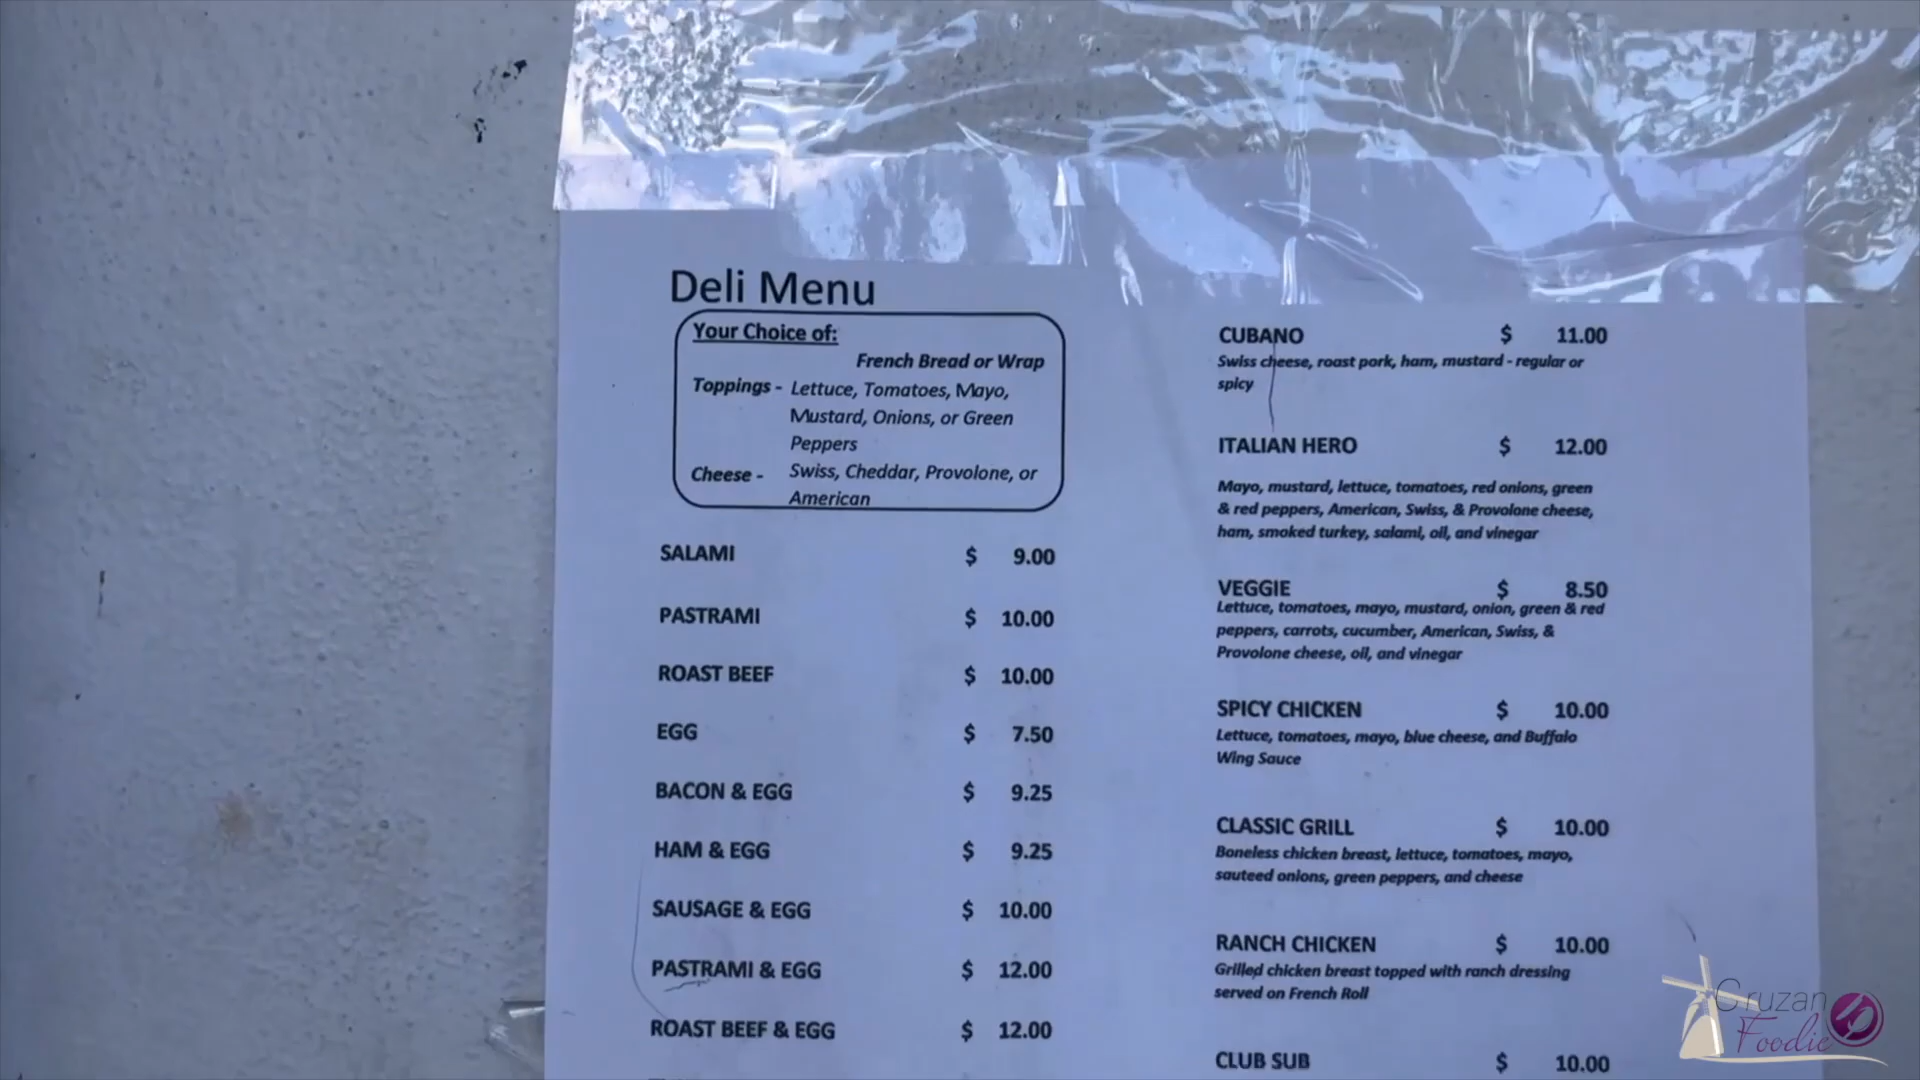 Deli Menu
Your Choice of:
French Bread or Wrap
Toppings - Lettuce, Tomatoes, Mayo,
Mustard, Onions, or Green
Peppers
Cheese - Swiss, Cheddar, Provolone, or
American
SALAMI $ 9.00
PASTRAMI $ 10.00
ROAST BEEF $ 10.00
EGG $ 7.50
BACON & EGG $ 9.25
HAM & EGG $ 9.25
SAUSAGE & EGG $ 10.00
PASTRAMI & EGG $ 12.00
ROAST BEEF & EGG $ 12.00
CUBANO $ 11.00
Swiss cheese, roast pork, ham, mustard - regular or
spicy
ITALIAN HERO $ 12.00
Mayo, mustard, lettuce, tomatoes, red onions, green
& red peppers, American, Swiss, & Provolone cheese,
ham, smoked turkey, salami, oil, and vinegar
VEGGIE $ 8.50
Lettuce, tomatoes, mayo, mustard, onion, green & red
peppers, carrots, cucumber, American, Swiss, &
Provolone cheese, oil, and vinegar
SPICY CHICKEN $ 10.00
Lettuce, tomatoes, mayo, blue cheese, and Buffalo
Wing Sauce
CLASSIC GRILL $ 10.00
Boneless chicken breast, lettuce, tomatoes, mayo,
sauteed onions, green peppers, and cheese
RANCH CHICKEN $ 10.00
Grilled chicken breast topped with ranch dressing
served on French Roll
CLUB SUB $ 10.00
Cruzan
Foodie